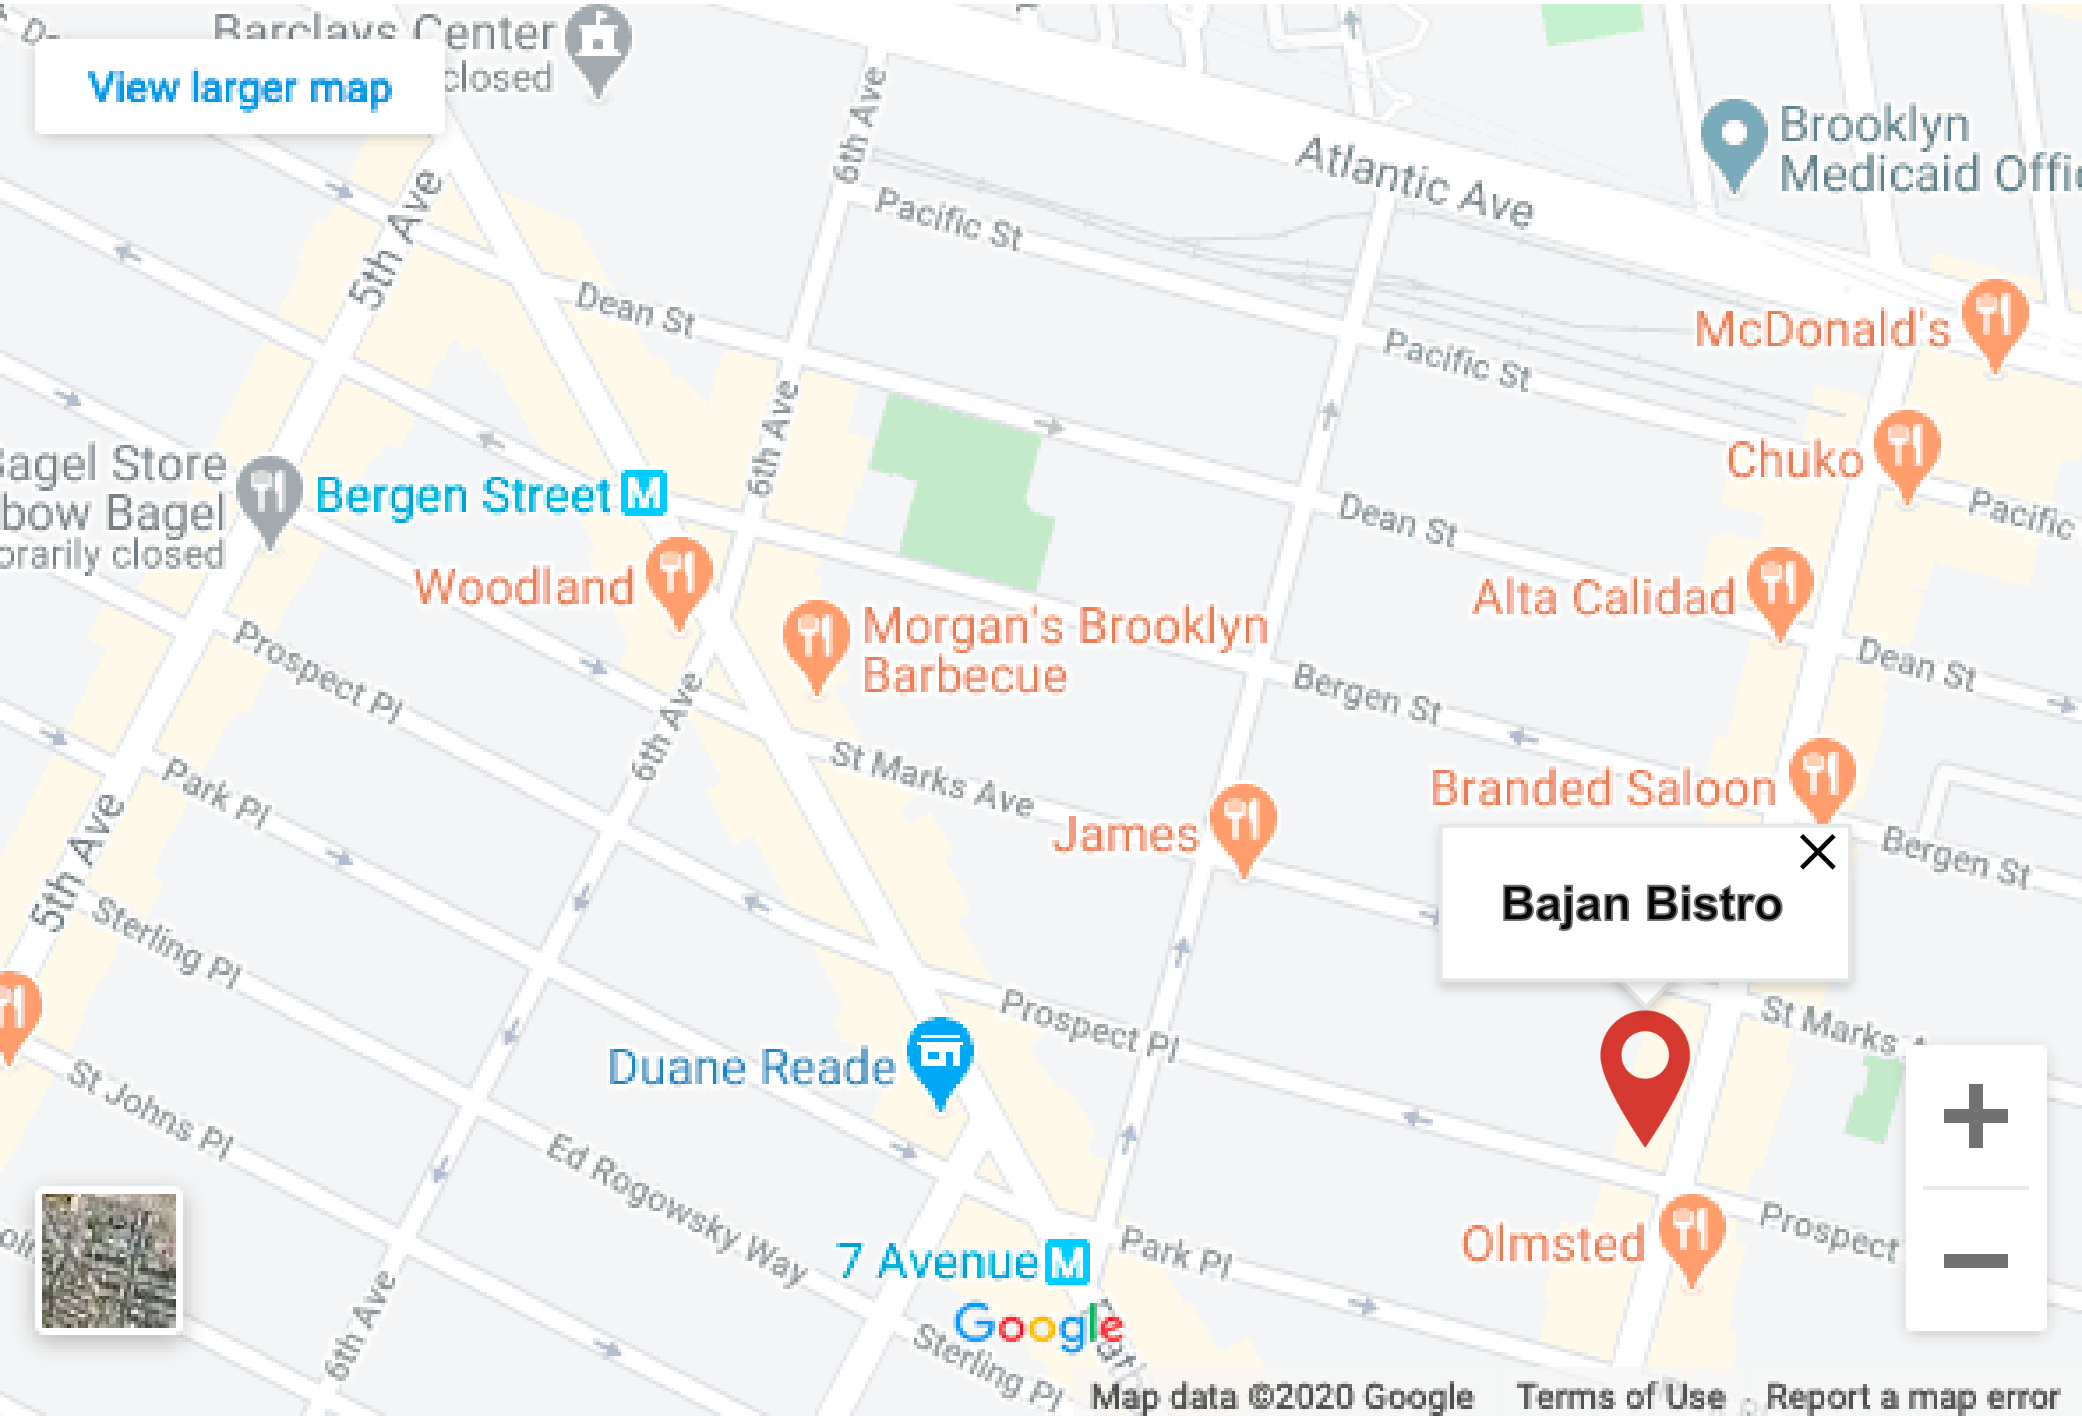 Barclays Center
closed
View larger map
6th Ave
Atlantic Ave
Brooklyn
Medicaid
5th Ave
Pacific St
Dean St
McDonald's
Pacific St
6th Ave
Chuko
Pacific
Bagel Store
bow Bagel
Bergen Street M
Dean St
Woodland
Alta Calidad
Morgan's Brooklyn
Barbecue
Dean St
Prospect Pl
6th Ave
Bergen St
St Marks Ave
Park Pl
Branded Saloon
James
Bergen St
5th Ave
Bajan Bistro
Sterling Pl
Prospect Pl
St Marks
Duane Reade
St Johns Pl
Ed Rogowsky Way
Olmsted
Prospect
7 Avenue M
Park Pl
6th Ave
Google
Sterling Pl
Map data ©2020 Google
Terms of Use
Report a map error